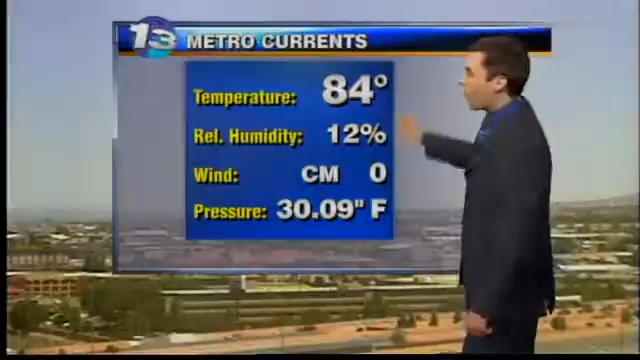 13 METRO CURRENTS
Temperature: 84°
Rel. Humidity: 12%
Wind: CM 0
Pressure: 30.09" F